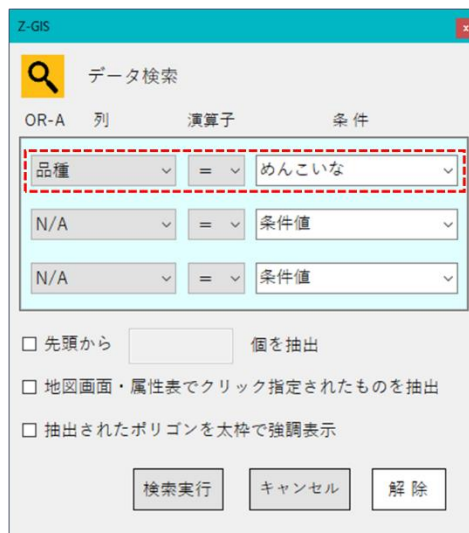 Z-GIS
データ検索
OR-A 列 演算子 条件
品種 = めんこいな
N/A = 条件値
N/A = 条件値
先頭から 個を抽出
地図画面・属性表でクリック指定されたものを抽出
抽出されたポリゴンを太枠で強調表示
検索実行 キャンセル 解除